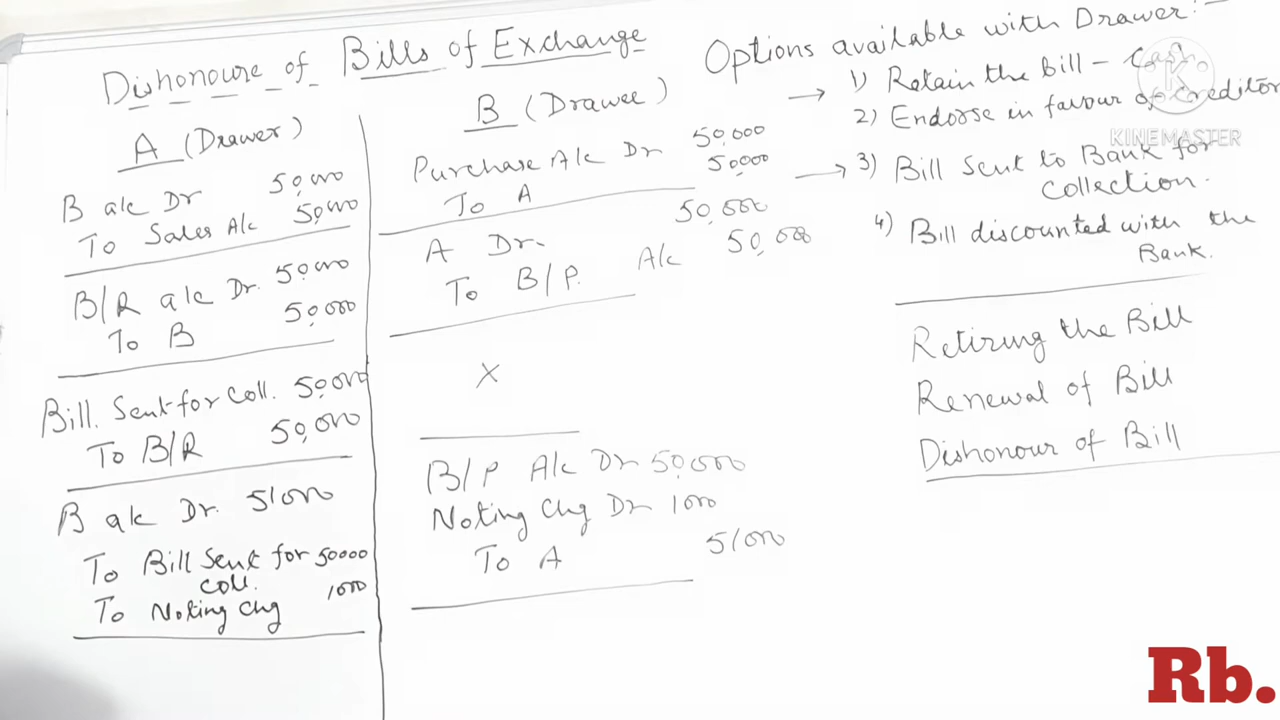 Dishonoure of Bills of Exchange
A (Drawer)
B a/c Dr 50,000
To Sales A/c 50,000
B/R a/c Dr. 50,000
To B 50,000
Bill. Sent for Coll. 50,000
To B/R 50,000
B a/c Dr. 51000
To Bill Sent for 50000
coll.
To Noting Chg 1000
B (Drawee)
Purchase A/c Dr 50,000
To A 50,000
A Dr. 50,000
To B/P. A/c 50,000
X
B/P A/c Dr 50,000
Noting Chg Dr 1000
To A 51000
Options available with Drawer:-
→ 1) Retain the Bill - Cash
2) Endorse in favour of Creditor
→ 3) Bill Sent to Bank for
Collection.
4) Bill discounted with the
Bank.
Retiring the Bill
Renewal of Bill
Dishonour of Bill
KINEMASTER
Rb.